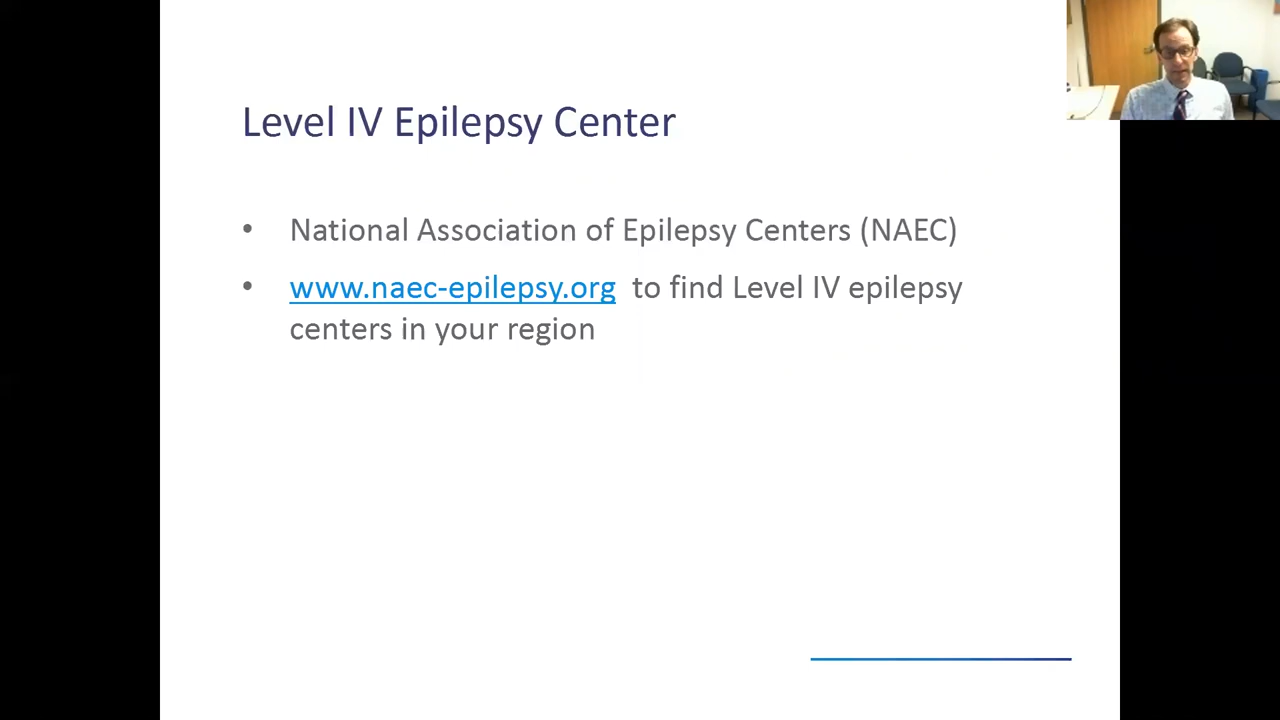 Level IV Epilepsy Center
• National Association of Epilepsy Centers (NAEC)
• www.naec-epilepsy.org to find Level IV epilepsy
centers in your region